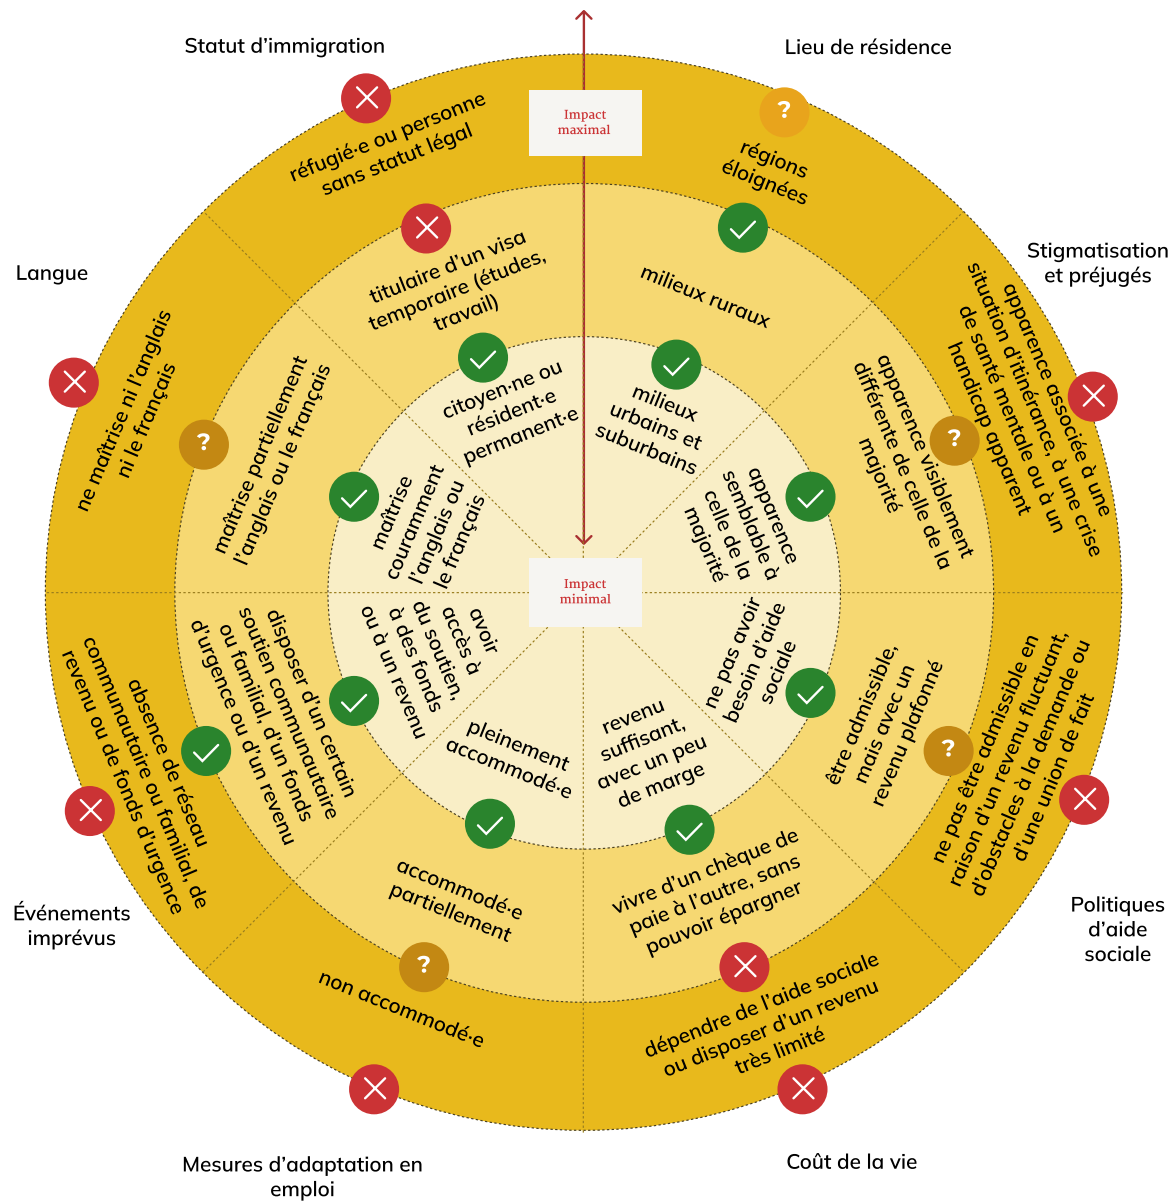 Statut d’immigration
Lieu de résidence
Impact
maximal
réfugié·e ou personne
sans statut légal
?
régions
éloignées
titulaire d’un visa
temporaire (études,
travail)
milieux ruraux
citoyen·ne ou
résident·e
permanent·e
milieux
urbains et
suburbains
Langue
ne maîtrise ni l’anglais
ni le français
?
maîtrise partiellement
l’anglais ou le français
maîtrise
couramment
l’anglais ou
le français
Stigmatisation
et préjugés
apparence associée à une
situation d’itinérance, à une crise
de santé mentale ou à un
handicap apparent
?
apparence visiblement
différente de celle de la
majorité
apparence
semblable à
celle de la
majorité
Impact
minimal
avoir
accès à
du soutien,
à des fonds
ou à un revenu
disposer d’un certain
soutien communautaire
ou familial, d’un fonds
d’urgence ou d’un revenu
absence de réseau
communautaire ou familial, de
revenu ou de fonds d’urgence
Événements
imprévus
ne pas avoir
besoin d’aide
sociale
être admissible,
mais avec un
revenu plafonné
?
ne pas être admissible en
raison d’un revenu fluctuant,
d’obstacles à la demande ou
d’une union de fait
Politiques
d’aide
sociale
pleinement
accommodé·e
accommodé·e
partiellement
?
non accommodé·e
Mesures d’adaptation en
emploi
revenu
suffisant,
avec un peu
de marge
vivre d’un chèque de
paie à l’autre, sans
pouvoir épargner
dépendre de l’aide sociale
ou disposer d’un revenu
très limité
Coût de la vie